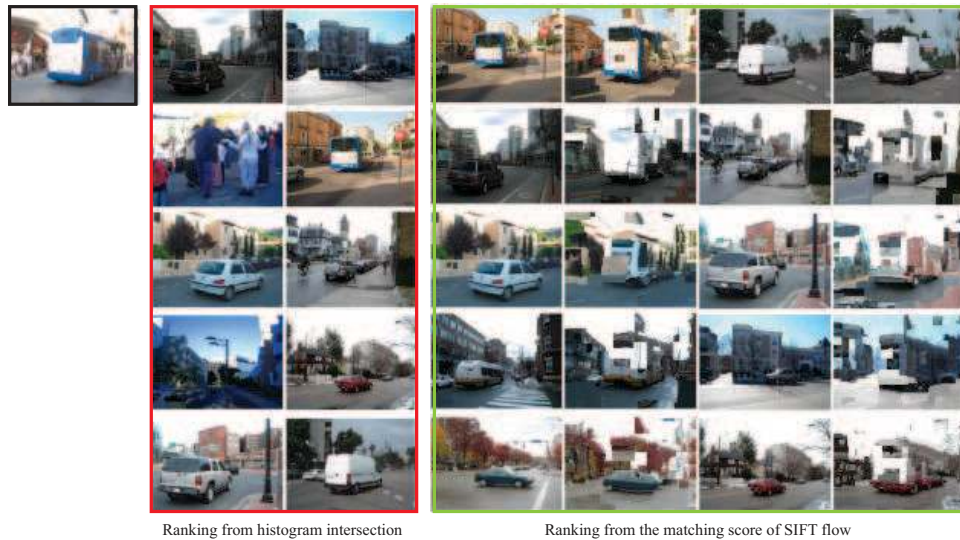 Ranking from histogram intersection
Ranking from the matching score of SIFT flow